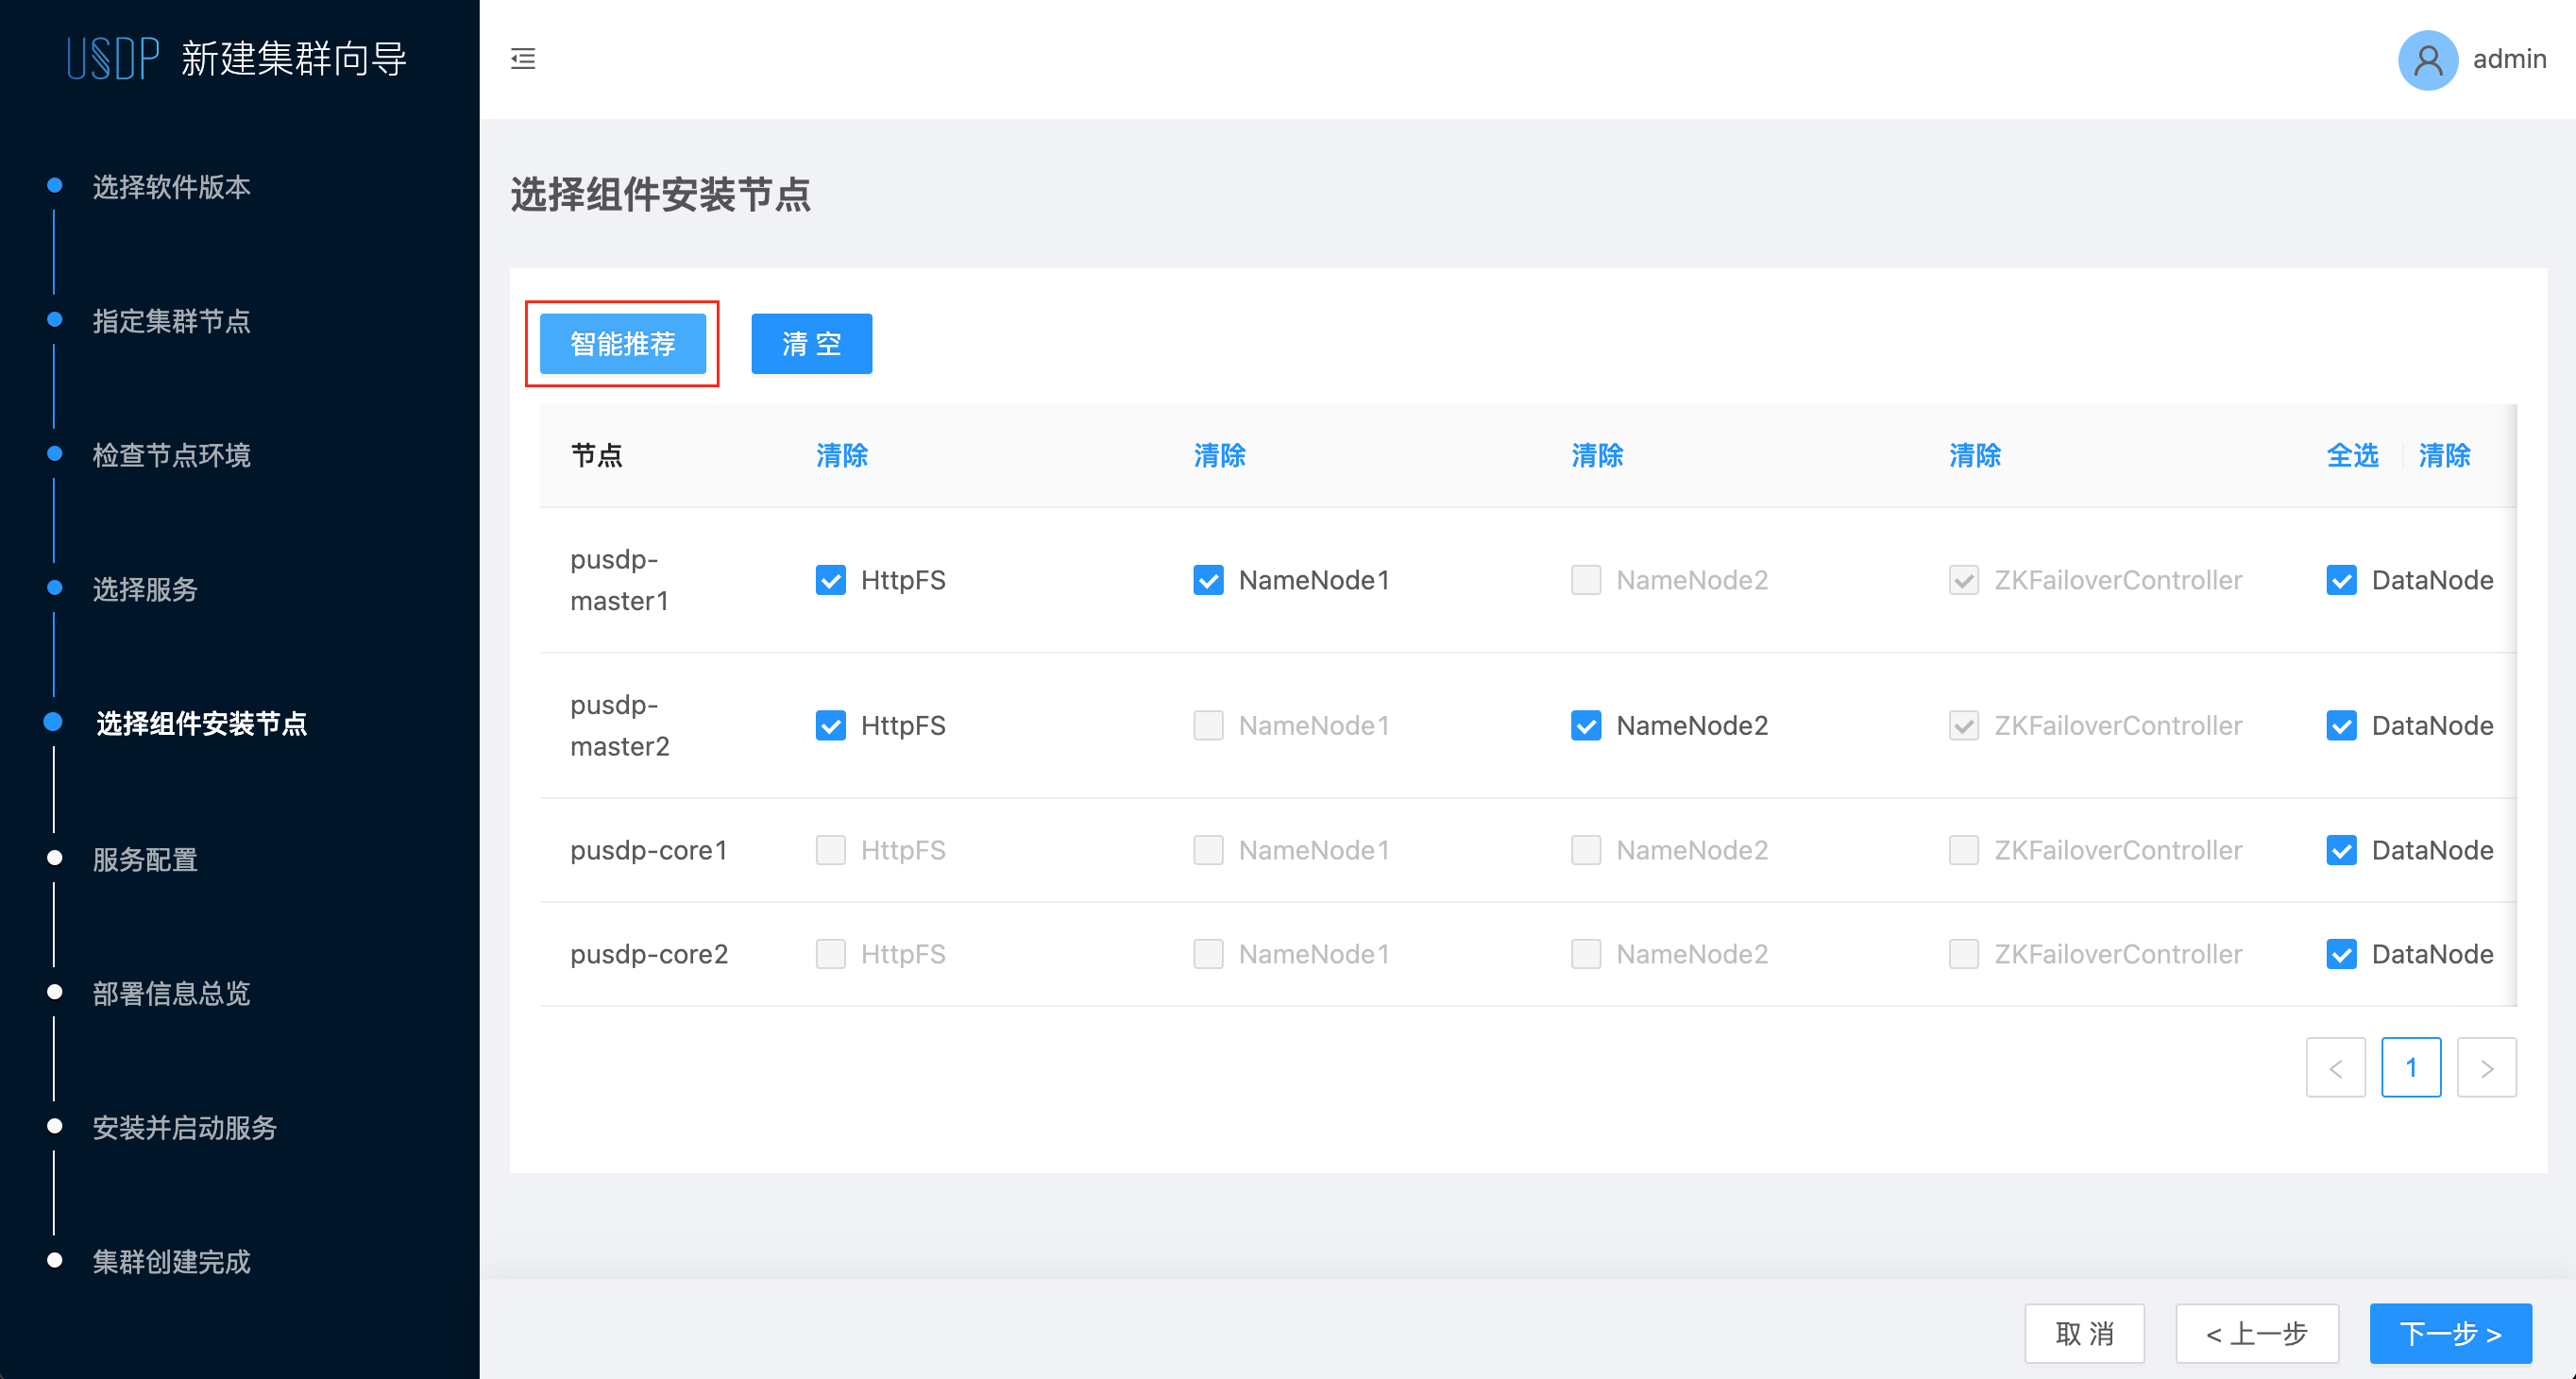 USDP 新建集群向导
admin
选择软件版本
指定集群节点
检查节点环境
选择服务
选择组件安装节点
服务配置
部署信息总览
安装并启动服务
集群创建完成
选择组件安装节点
智能推荐 清 空
节点 清除 清除 清除 清除 全选 清除
pusdp-
master1
HttpFS NameNode1 NameNode2 ZKFailoverController DataNode
pusdp-
master2
HttpFS NameNode1 NameNode2 ZKFailoverController DataNode
pusdp-core1 HttpFS NameNode1 NameNode2 ZKFailoverController DataNode
pusdp-core2 HttpFS NameNode1 NameNode2 ZKFailoverController DataNode
< 1 >
取 消 < 上一步 下一步 >